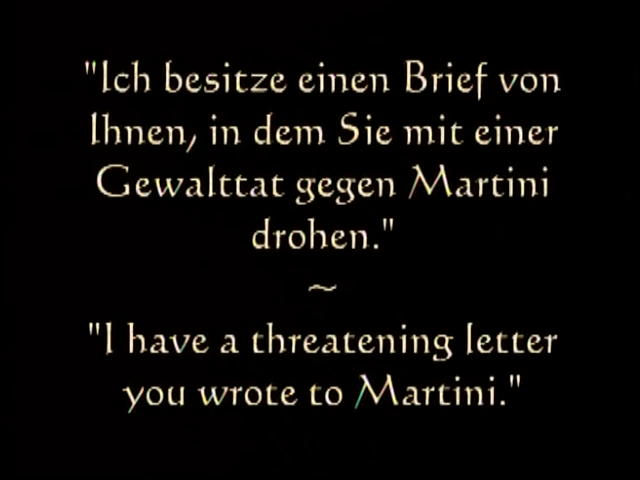 "Ich besitze einen Brief von
Ihnen, in dem Sie mit einer
Gewalttat gegen Martini
drohen."
~
"I have a threatening letter
you wrote to Martini."